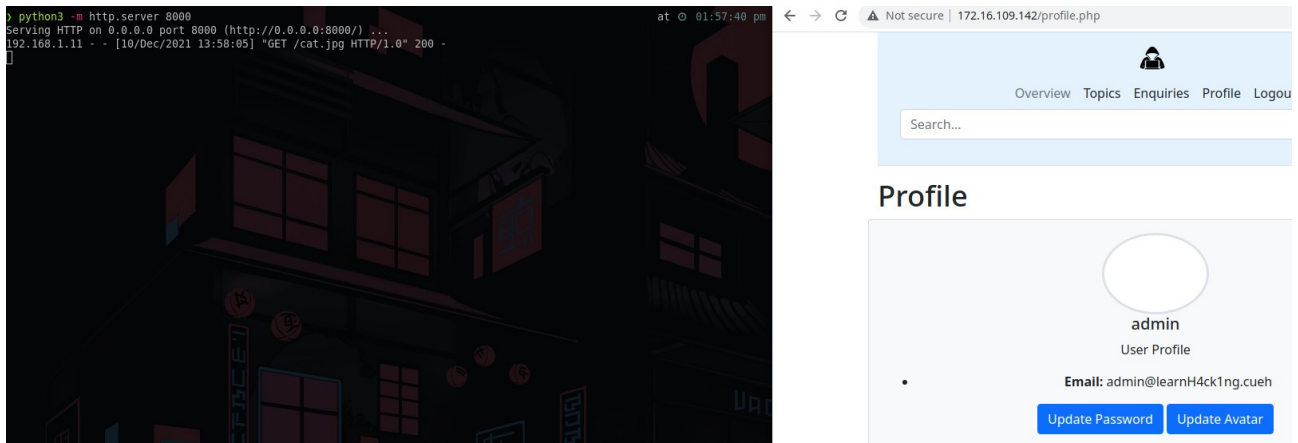 ❯ python3 -m http.server 8000
at ⊙ 01:57:40 pm
Serving HTTP on 0.0.0.0 port 8000 (http://0.0.0.0:8000/) ...
192.168.1.11 - - [10/Dec/2021 13:58:05] "GET /cat.jpg HTTP/1.0" 200 -
Not secure | 172.16.109.142/profile.php
Overview Topics Enquiries Profile Logou
Search...
Profile
admin
User Profile
• Email: admin@learnH4ck1ng.cueh
Update Password Update Avatar